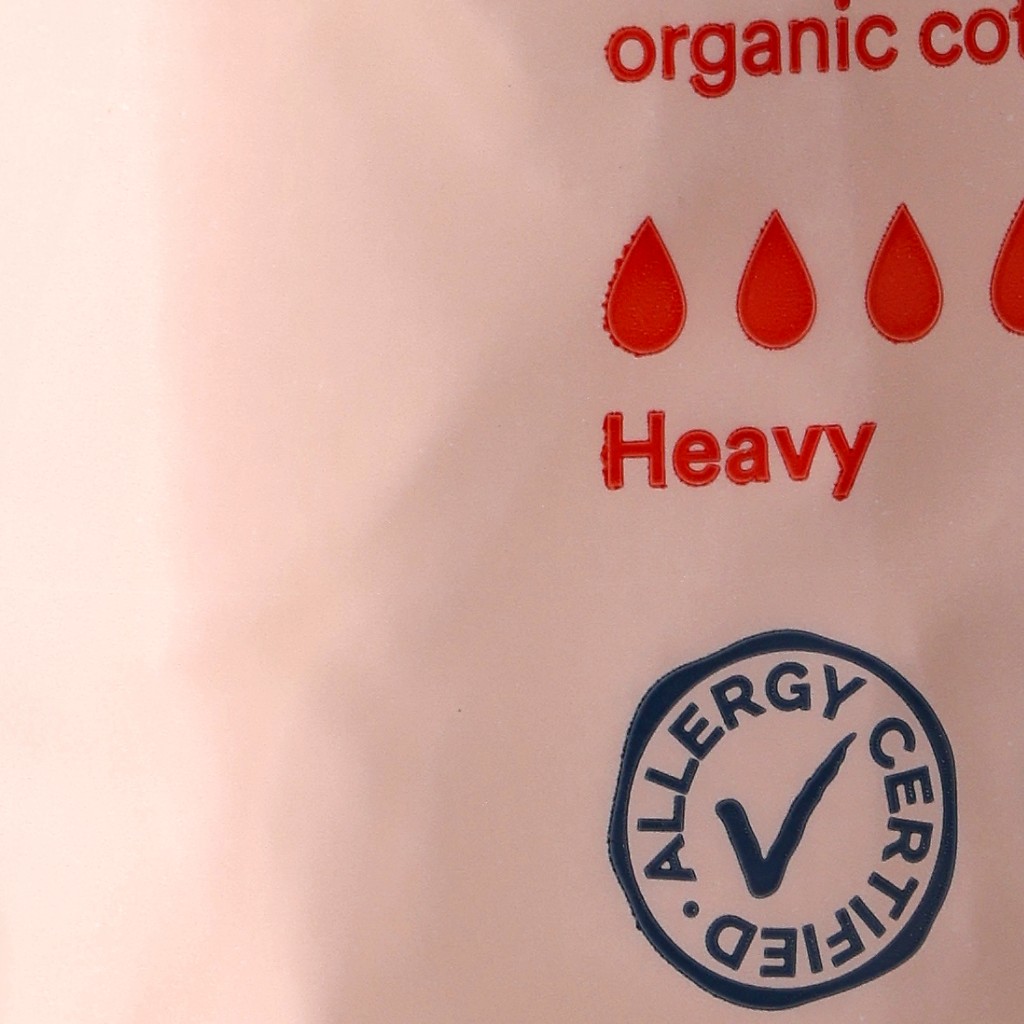 organic cot
Heavy
ALLERGY CERTIFIED